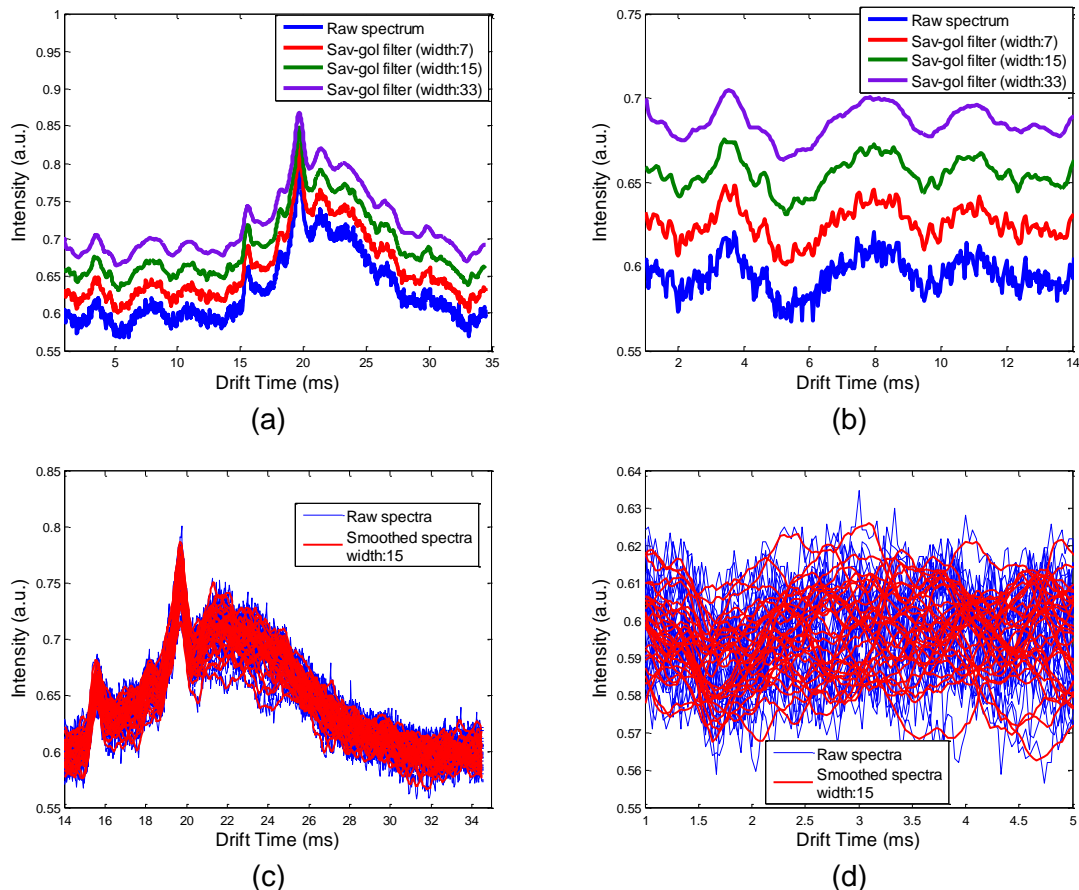 1
0.95
0.9
0.85
0.8
0.75
0.7
0.65
0.6
0.55
Intensity (a.u.)
Raw spectrum
Sav-gol filter (width:7)
Sav-gol filter (width:15)
Sav-gol filter (width:33)
5 10 15 20 25 30 35
Drift Time (ms)
(a)
0.75
0.7
0.65
0.6
0.55
Intensity (a.u.)
Raw spectrum
Sav-gol filter (width:7)
Sav-gol filter (width:15)
Sav-gol filter (width:33)
2 4 6 8 10 12 14
Drift Time (ms)
(b)
0.85
0.8
0.75
0.7
0.65
0.6
0.55
Intensity (a.u.)
Raw spectra
Smoothed spectra
width:15
14 16 18 20 22 24 26 28 30 32 34
Drift Time (ms)
(c)
0.64
0.63
0.62
0.61
0.6
0.59
0.58
0.57
0.56
0.55
Intensity (a.u.)
Raw spectra
Smoothed spectra
width:15
1 1.5 2 2.5 3 3.5 4 4.5 5
Drift Time (ms)
(d)